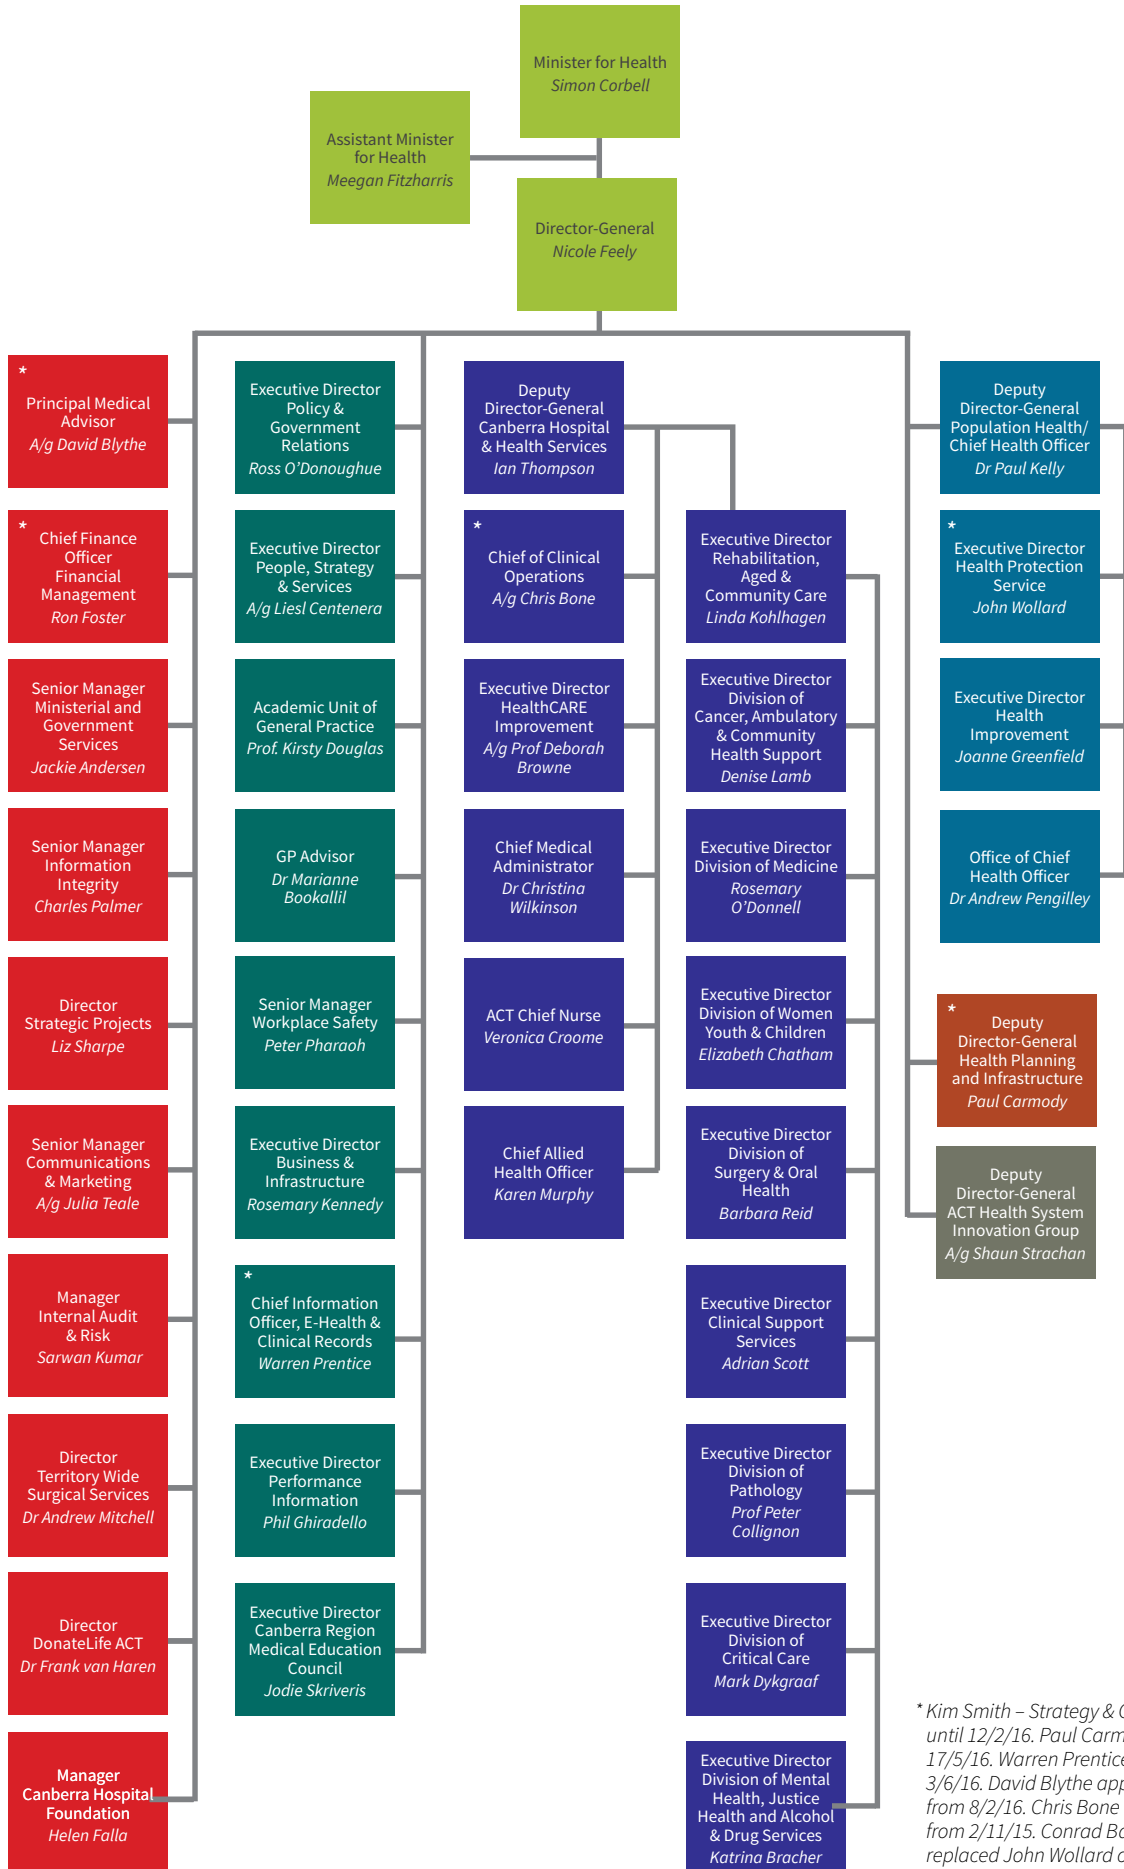 Minister for Health
Simon Corbell
Assistant Minister
for Health
Meegan Fitzharris
Director-General
Nicole Feely
*
Principal Medical
Advisor
A/g David Blythe
*
Chief Finance
Officer
Financial
Management
Ron Foster
Senior Manager
Ministerial and
Government
Services
Jackie Andersen
Senior Manager
Information
Integrity
Charles Palmer
Director
Strategic Projects
Liz Sharpe
Senior Manager
Communications
& Marketing
A/g Julia Teale
Manager
Internal Audit
& Risk
Sarwan Kumar
Director
Territory Wide
Surgical Services
Dr Andrew Mitchell
Director
DonateLife ACT
Dr Frank van Haren
Manager
Canberra Hospital
Foundation
Helen Falla
Executive Director
Policy &
Government
Relations
Ross O’Donoughue
Executive Director
People, Strategy
& Services
A/g Liesl Centenera
Academic Unit of
General Practice
Prof. Kirsty Douglas
GP Advisor
Dr Marianne
Bookallil
Senior Manager
Workplace Safety
Peter Pharaoh
Executive Director
Business &
Infrastructure
Rosemary Kennedy
*
Chief Information
Officer, E-Health &
Clinical Records
Warren Prentice
Executive Director
Performance
Information
Phil Ghiradello
Executive Director
Canberra Region
Medical Education
Council
Jodie Skriveris
Deputy
Director-General
Canberra Hospital
& Health Services
Ian Thompson
*
Chief of Clinical
Operations
A/g Chris Bone
Executive Director
HealthCARE
Improvement
A/g Prof Deborah
Browne
Chief Medical
Administrator
Dr Christina
Wilkinson
ACT Chief Nurse
Veronica Croome
Chief Allied
Health Officer
Karen Murphy
Executive Director
Rehabilitation,
Aged &
Community Care
Linda Kohlhagen
Executive Director
Division of
Cancer, Ambulatory
& Community
Health Support
Denise Lamb
Executive Director
Division of Medicine
Rosemary
O’Donnell
Executive Director
Division of Women
Youth & Children
Elizabeth Chatham
Executive Director
Division of
Surgery & Oral
Health
Barbara Reid
Executive Director
Clinical Support
Services
Adrian Scott
Executive Director
Division of
Pathology
Prof Peter
Collignon
Executive Director
Division of
Critical Care
Mark Dykgraaf
Executive Director
Division of Mental
Health, Justice
Health and Alcohol
& Drug Services
Katrina Bracher
Deputy
Director-General
Population Health/
Chief Health Officer
Dr Paul Kelly
*
Executive Director
Health Protection
Service
John Wollard
Executive Director
Health
Improvement
Joanne Greenfield
Office of Chief
Health Officer
Dr Andrew Pengilley
*
Deputy
Director-General
Health Planning
and Infrastructure
Paul Carmody
Deputy
Director-General
ACT Health System
Innovation Group
A/g Shaun Strachan
* Kim Smith – Strategy &
until 12/2/16. Paul
17/5/16. Warren Prentice
3/6/16. David Blythe
from 8/2/16. Chris Bone
from 2/11/15. Conrad
replaced John Wollard